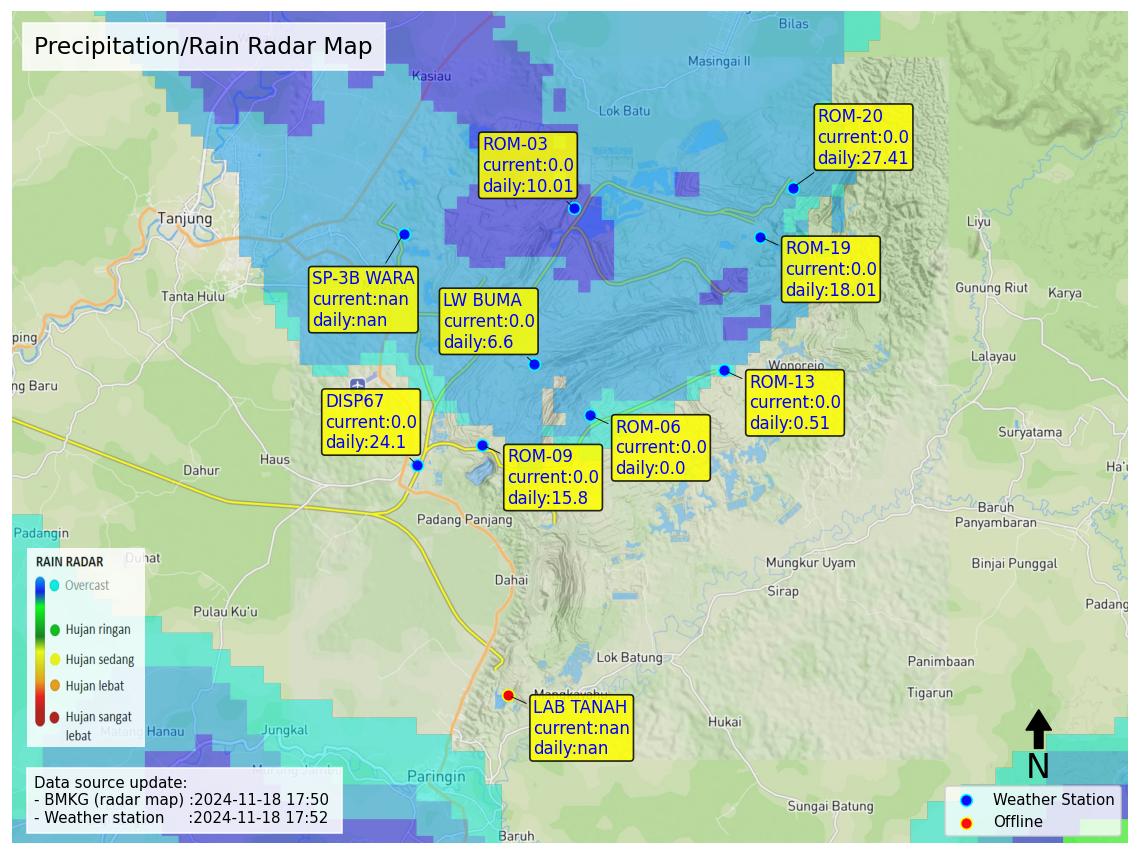 Precipitation/Rain Radar Map
Bilas
Masingai II
Kasiau
Lok Batu
ROM-20
current:0.0
daily:27.41
ROM-03
current:0.0
daily:10.01
Tanjung
Liyu
ROM-19
current:0.0
daily:18.01
SP-3B WARA
current:nan
daily:nan
Tanta Hulu
LW BUMA
current:0.0
daily:6.6
Gunung Riut
Karya
ping
Lalayau
Wonorejo
ng Baru
ROM-13
current:0.0
daily:0.51
DISP67
current:0.0
daily:24.1
ROM-06
current:0.0
daily:0.0
Suryatama
ROM-09
current:0.0
daily:15.8
Haus
Dahur
Ha'u
Baruh
Panyambaran
Padang Panjang
Padangin
Duhat
Mungkur Uyam
Binjai Punggal
RAIN RADAR
Overcast
Hujan ringan
Hujan sedang
Hujan lebat
Hujan sangat
lebat
Dahai
Sirap
Padang
Pulau Ku'u
Lok Batung
Panimbaan
Tigarun
LAB TANAH
current:nan
daily:nan
Hukai
Matang Hanau
Jungkal
Paringin
Data source update:
- BMKG (radar map) :2024-11-18 17:50
- Weather station :2024-11-18 17:52
N
Sungai Batung
Weather Station
Offline
Baruh